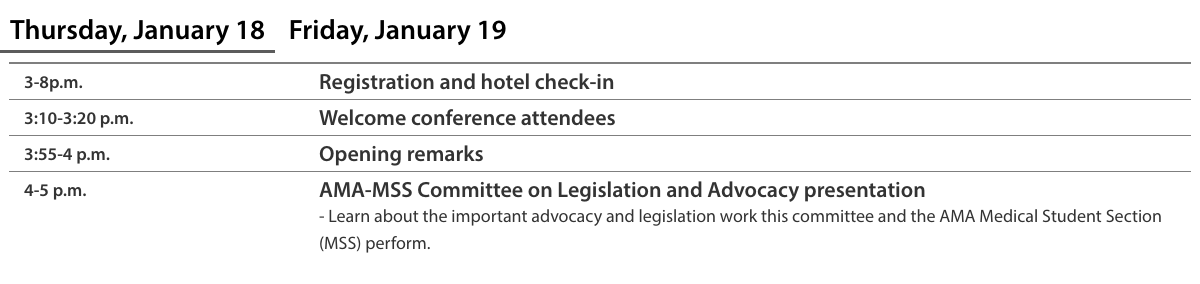 Thursday, January 18 Friday, January 19
3-8p.m. Registration and hotel check-in
3:10-3:20 p.m. Welcome conference attendees
3:55-4 p.m. Opening remarks
4-5 p.m. AMA-MSS Committee on Legislation and Advocacy presentation
- Learn about the important advocacy and legislation work this committee and the AMA Medical Student Section
(MSS) perform.